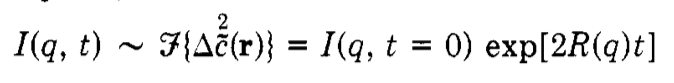 I(q, t) ~ ℱ{Δc̃²(r)} = I(q, t = 0) exp[2R(q)t]